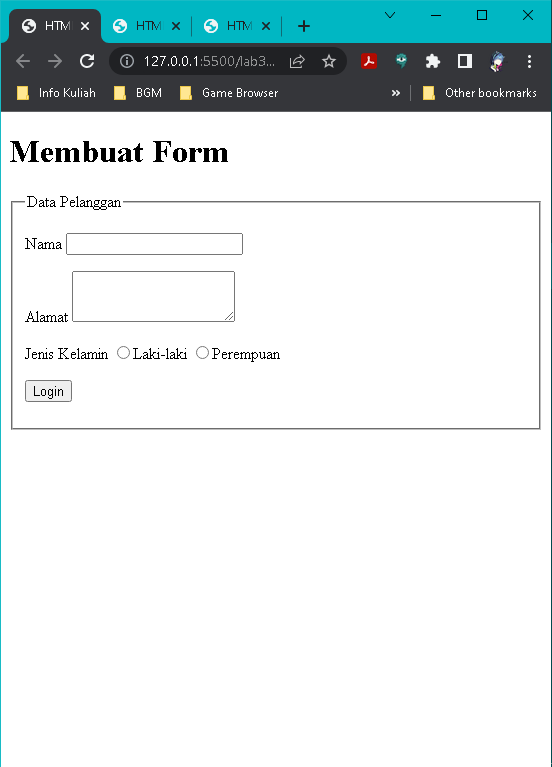 HTM HTM HTM
127.0.0.1:5500/lab3...
Info Kuliah BGM Game Browser » Other bookmarks
Membuat Form
Data Pelanggan
Nama
Alamat
Jenis Kelamin Laki-laki Perempuan
Login